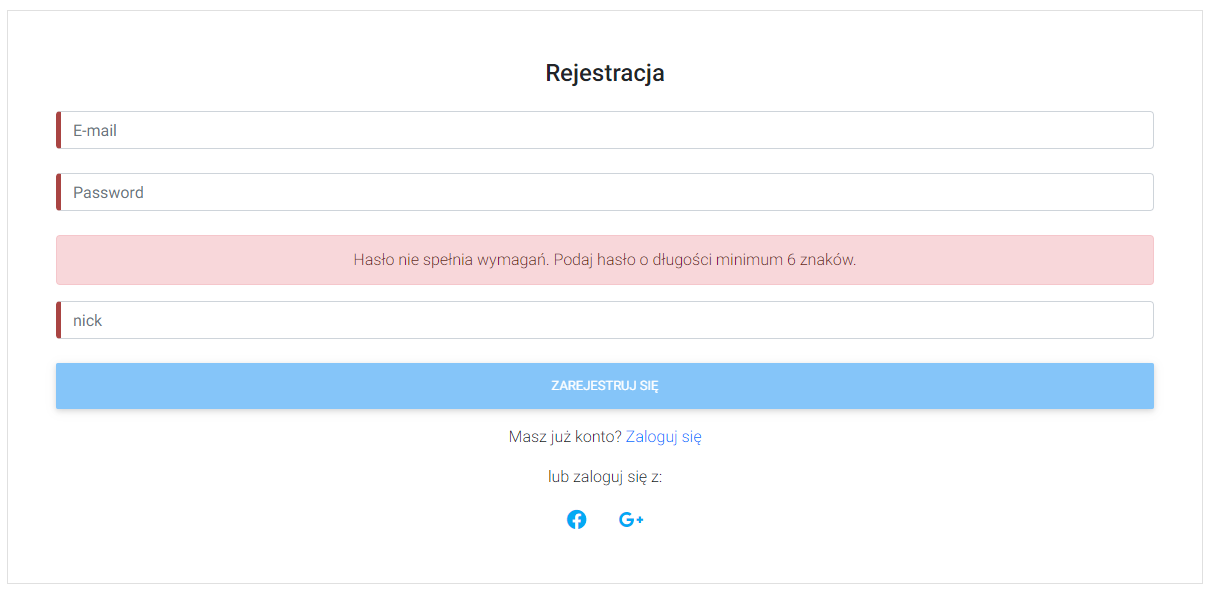 Rejestracja
E-mail
Password
Hasło nie spełnia wymagań. Podaj hasło o długości minimum 6 znaków.
nick
ZAREJESTRUJ SIĘ
Masz już konto? Zaloguj się
lub zaloguj się z:
G+